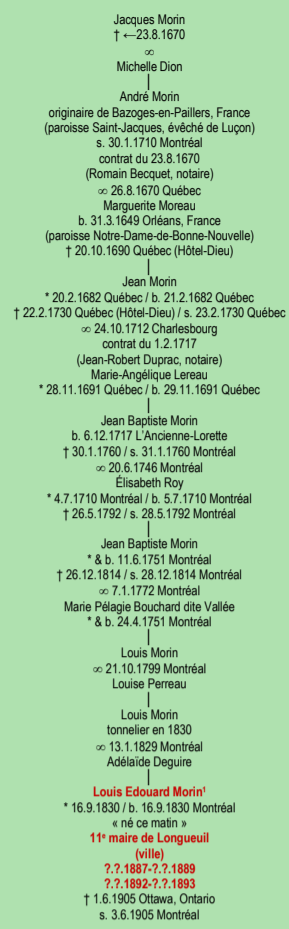 Jacques Morin
† ←23.8.1670
∞
Michelle Dion
André Morin
originaire de Bazoges-en-Paillers, France
(paroisse Saint-Jacques, évêché de Luçon)
s. 30.1.1710 Montréal
contrat du 23.8.1670
(Romain Becquet, notaire)
∞ 26.8.1670 Québec
Marguerite Moreau
b. 31.3.1649 Orléans, France
(paroisse Notre-Dame-de-Bonne-Nouvelle)
† 20.10.1690 Québec (Hôtel-Dieu)
Jean Morin
* 20.2.1682 Québec / b. 21.2.1682 Québec
† 22.2.1730 Québec (Hôtel-Dieu) / s. 23.2.1730 Québec
∞ 24.10.1712 Charlesbourg
contrat du 1.2.1717
(Jean-Robert Duprac, notaire)
Marie-Angélique Lereau
* 28.11.1691 Québec / b. 29.11.1691 Québec
Jean Baptiste Morin
b. 6.12.1717 L'Ancienne-Lorette
† 30.1.1760 / s. 31.1.1760 Montréal
∞ 20.6.1746 Montréal
Élisabeth Roy
* 4.7.1710 Montréal / b. 5.7.1710 Montréal
† 26.5.1792 / s. 28.5.1792 Montréal
Jean Baptiste Morin
* & b. 11.6.1751 Montréal
† 26.12.1814 / s. 28.12.1814 Montréal
∞ 7.1.1772 Montréal
Marie Pélagie Bouchard dite Vallée
* & b. 24.4.1751 Montréal
Louis Morin
∞ 21.10.1799 Montréal
Louise Perreau
Louis Morin
tonnelier en 1830
∞ 13.1.1829 Montréal
Adélaïde Deguire
Louis Edouard Morin¹
* 16.9.1830 / b. 16.9.1830 Montréal
« né ce matin »
11ᵉ maire de Longueuil
(ville)
?.?.1887-?.?.1889
?.?.1892-?.?.1893
† 1.6.1905 Ottawa, Ontario
s. 3.6.1905 Montréal